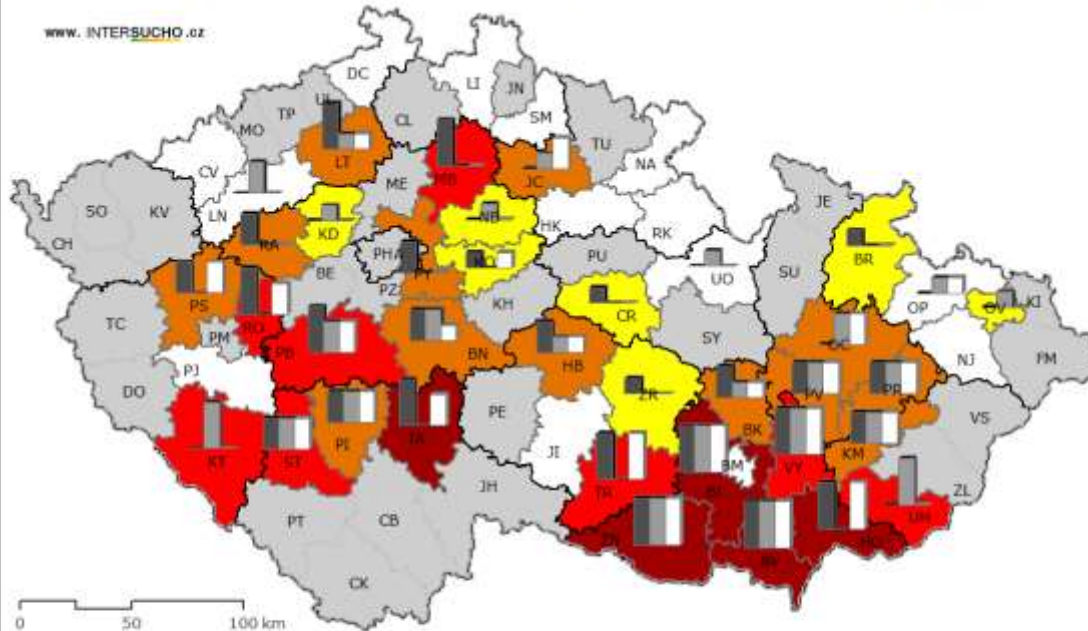 www. INTERSUCHO .cz
DC
LI
JN
UL
TP
CL
SM
MO
TU
LT
CV
MB
JC
NA
ME
JE
SO
KV
LN
NB
KD
HK
RK
CH
RA
PHA
BR
BE
PU
UO
SU
PS
PZ
OP
KI
TC
KH
CR
PM
RO
SY
NJ
FM
PB
BN
HB
PJ
PV
PR
DO
ZR
PE
VS
PI
BK
JI
BM
KM
KT
ST
TA
TR
VY
JH
ZL
UH
PT
CB
HO
CK
0 50 100 km